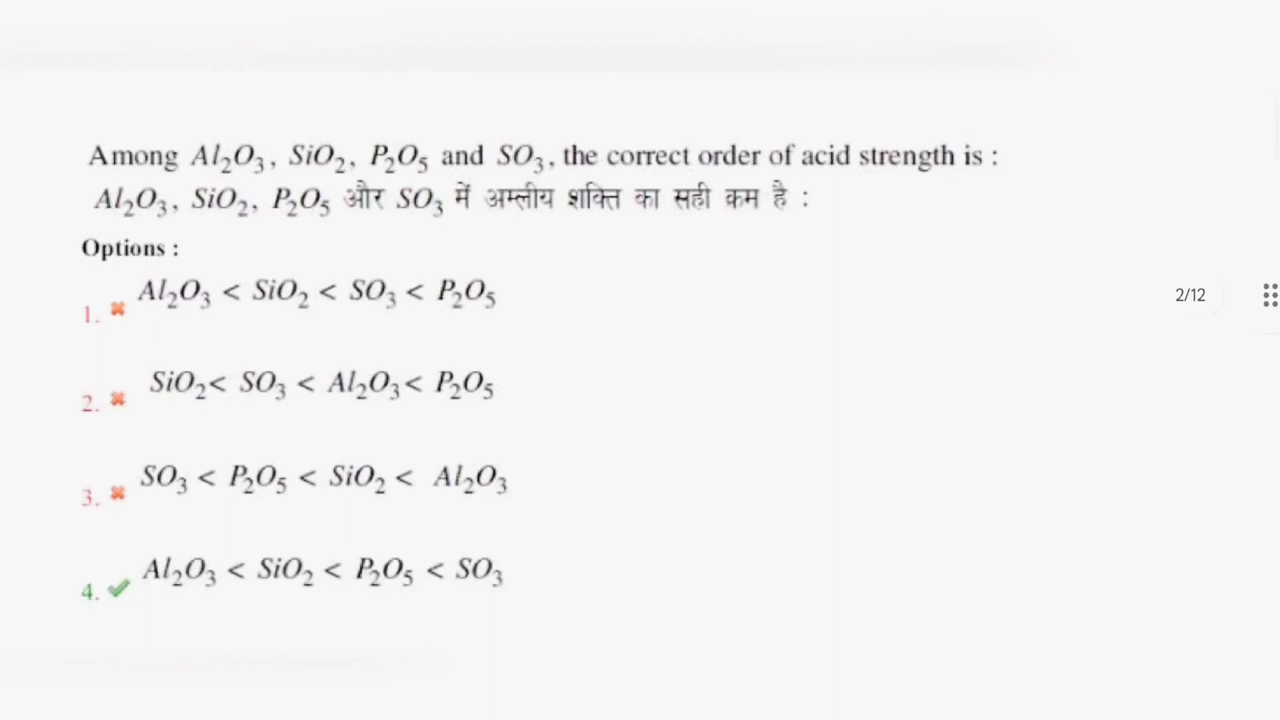 Among Al₂O₃, SiO₂, P₂O₅ and SO₃, the correct order of acid strength is :
Al₂O₃, SiO₂, P₂O₅ और SO₃ में अम्लीय शक्ति का सही क्रम है :
Options :
1. ✖ Al₂O₃ < SiO₂ < SO₃ < P₂O₅
2/12
2. ✖ SiO₂< SO₃ < Al₂O₃< P₂O₅
3. ✖ SO₃ < P₂O₅ < SiO₂ < Al₂O₃
4. ✔ Al₂O₃ < SiO₂ < P₂O₅ < SO₃